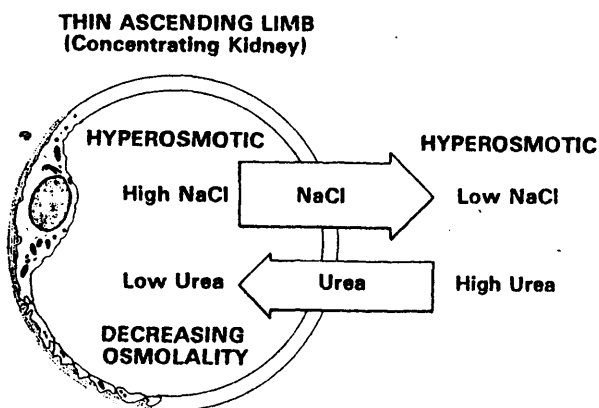 THIN ASCENDING LIMB
(Concentrating Kidney)
HYPEROSMOTIC
HYPEROSMOTIC
High NaCl
NaCl
Low NaCl
Low Urea
Urea
High Urea
DECREASING
OSMOLALITY